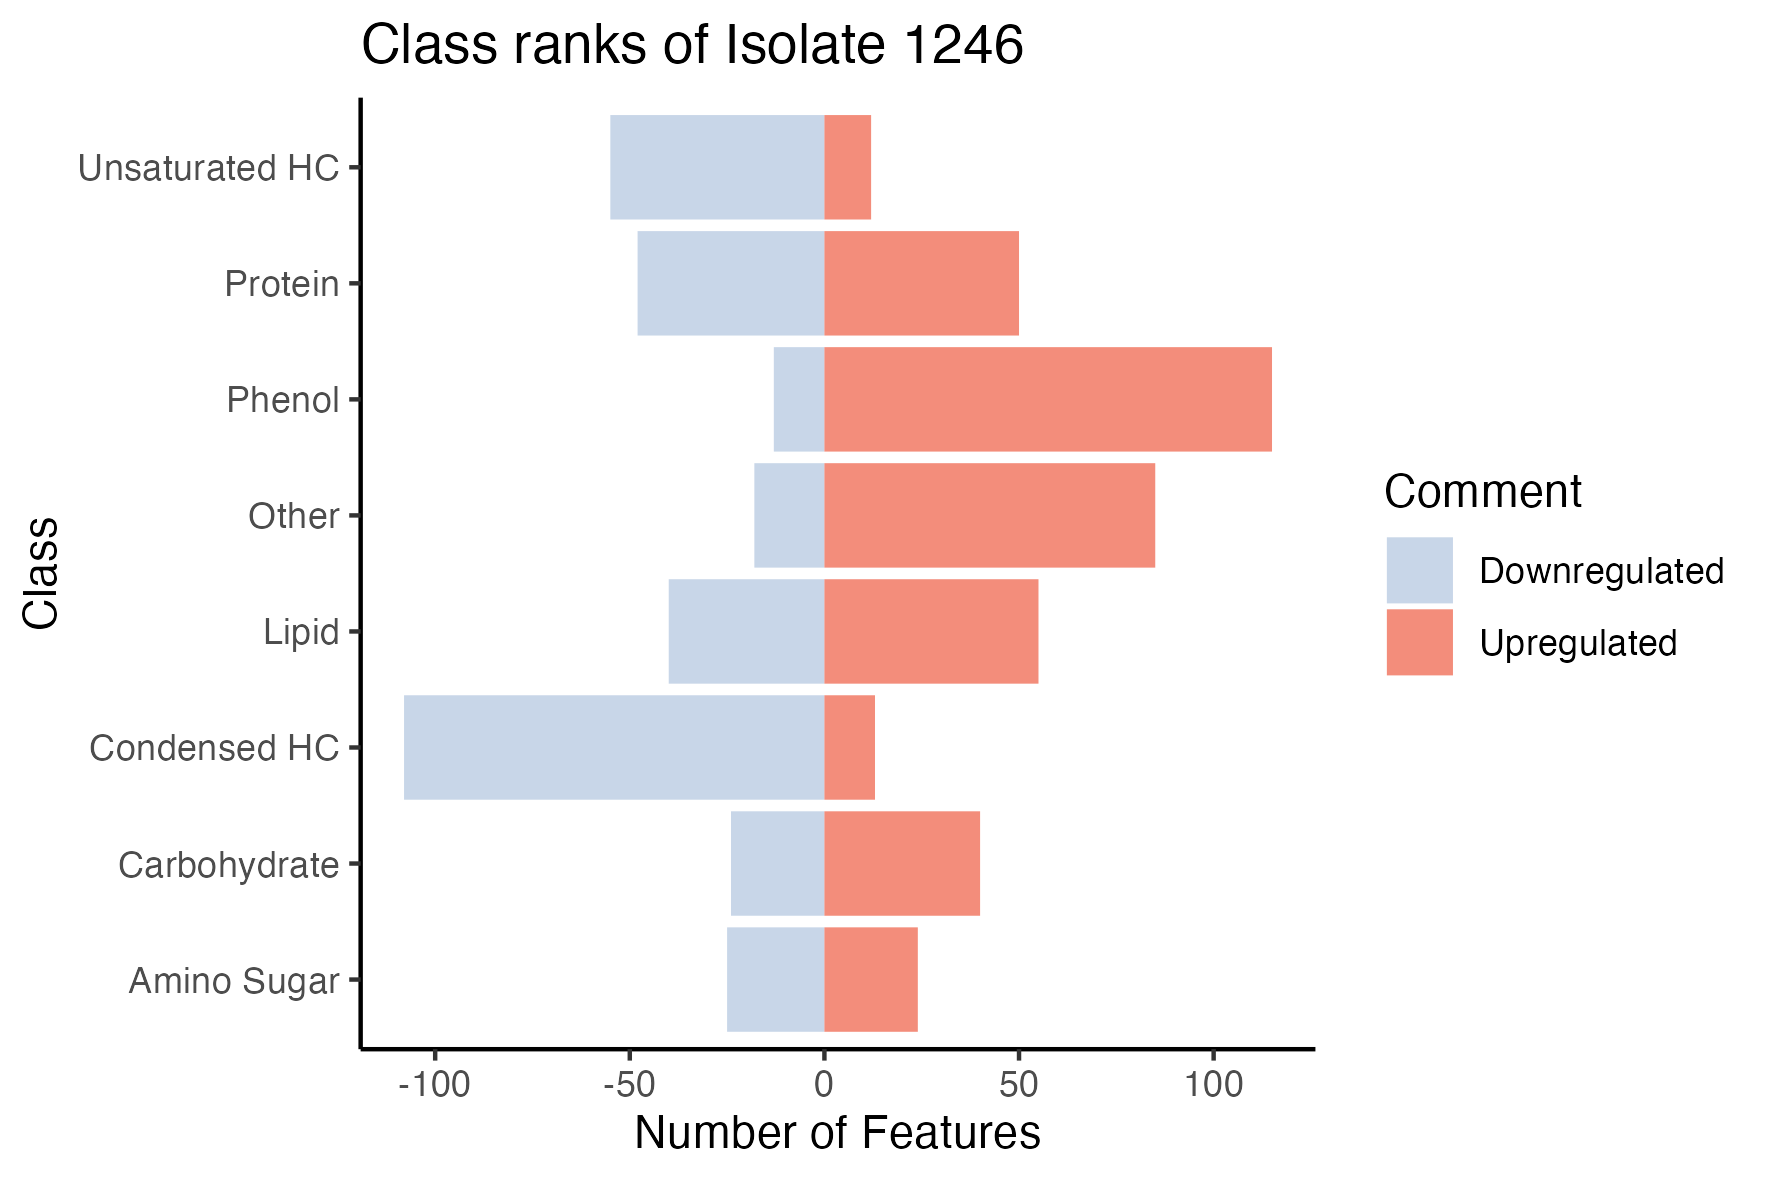 Class ranks of Isolate 1246
Unsaturated HC
Protein
Phenol
Other
Lipid
Condensed HC
Carbohydrate
Amino Sugar
Class
-100 -50 0 50 100
Number of Features
Comment
Downregulated
Upregulated